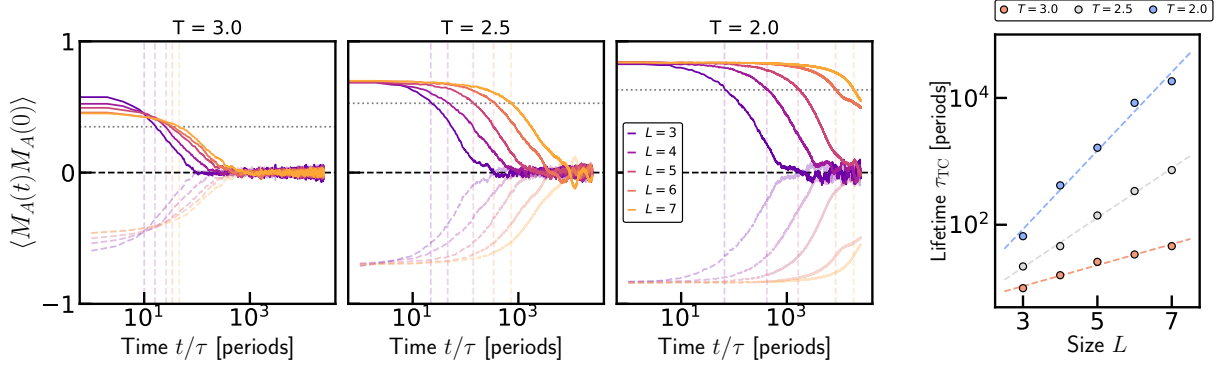 T = 3.0
T = 2.5
T = 2.0
1
0
−1
⟨M_A(t)M_A(0)⟩
10^1
10^3
Time t/τ [periods]
10^1
10^3
Time t/τ [periods]
10^1
10^3
Time t/τ [periods]
L = 3
L = 4
L = 5
L = 6
L = 7
T = 3.0
T = 2.5
T = 2.0
Lifetime τ_TC [periods]
10^4
10^2
3
5
7
Size L